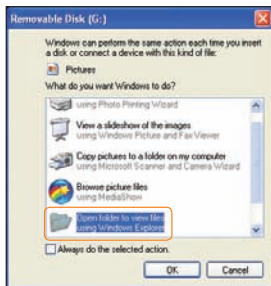 Removable Disk (G:)
Windows can perform the same action each time you insert
a disk or connect a device with this kind of file:
Pictures
What do you want Windows to do?
using Photo Printing Wizard
View a slideshow of the images
using Windows Picture and Fax Viewer
Copy pictures to a folder on my computer
using Microsoft Scanner and Camera Wizard
Browse picture files
using MediaShow
Open folder to view files
using Windows Explorer
Always do the selected action.
OK
Cancel